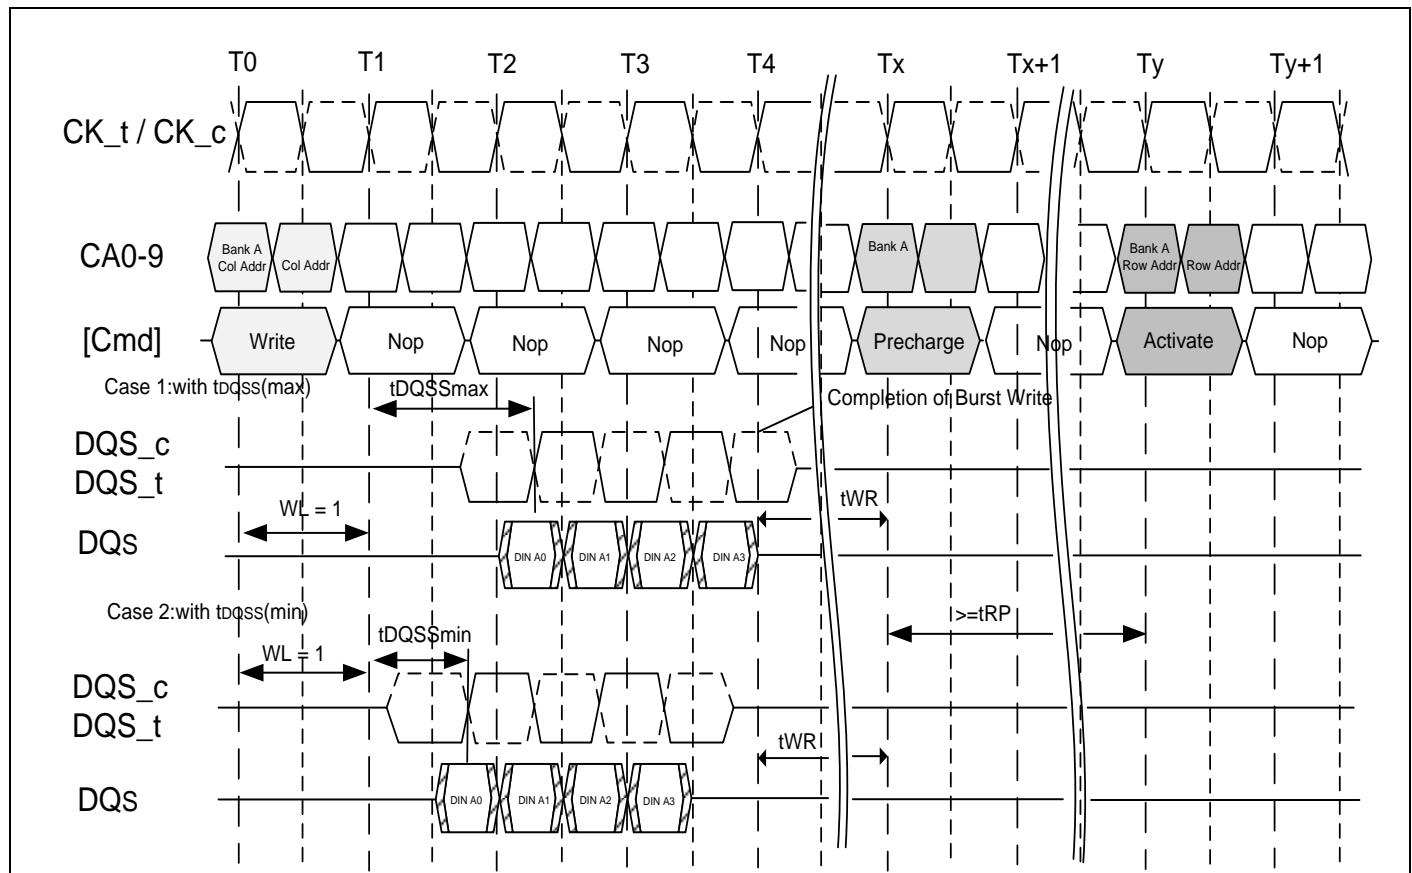 T0 T1 T2 T3 T4 Tx Tx+1 Ty Ty+1
CK_t / CK_c
CA0-9
Bank A
Col Addr
Col Addr
Bank A
Bank A
Row Addr
Row Addr
[Cmd] Write Nop Nop Nop Nop Precharge Nop Activate Nop
Case 1:with tDQSS(max)
tDQSSmax
Completion of Burst Write
DQS_c
DQS_t
WL = 1
tWR
DQs
DIN A0 DIN A1 DIN A2 DIN A3
Case 2:with tDQSS(min)
>=tRP
tDQSSmin
WL = 1
DQS_c
DQS_t
tWR
DQs
DIN A0 DIN A1 DIN A2 DIN A3